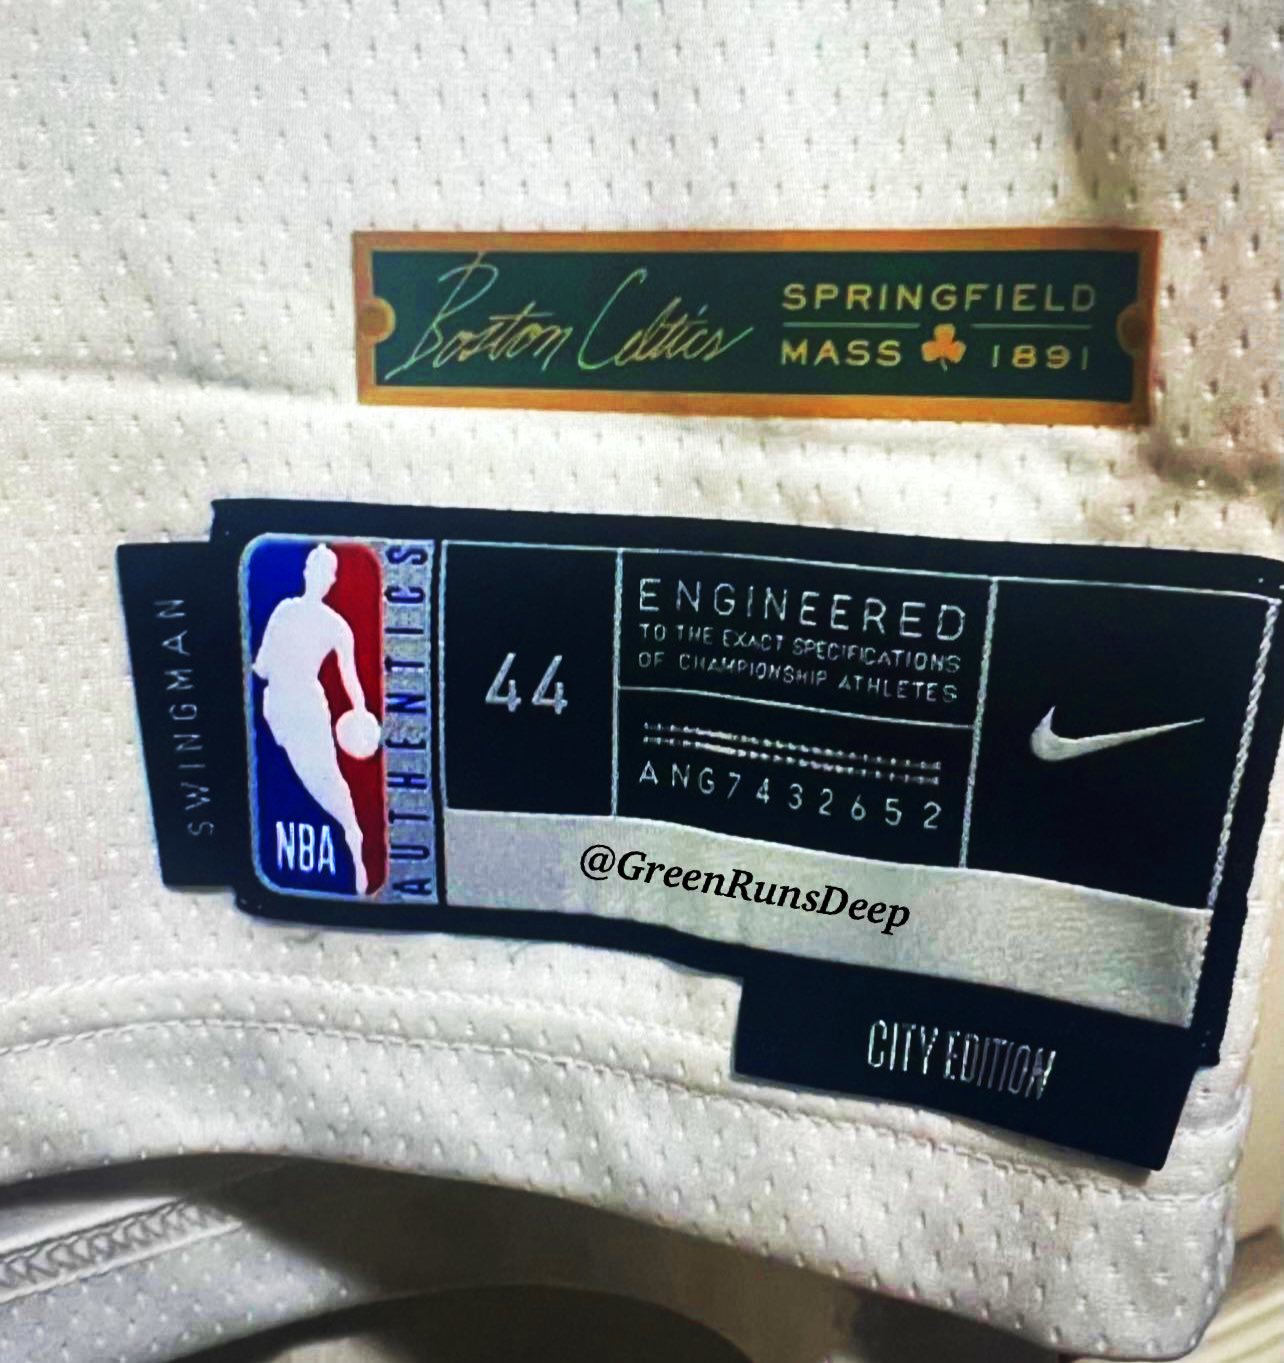 Boston Celtics
SPRINGFIELD
MASS 1891
SWINGMAN
NBA
AUTHENTICS
44
ENGINEERED
TO THE EXACT SPECIFICATIONS
OF CHAMPIONSHIP ATHLETES
ANG7432652
@GreenRunsDeep
CITY EDITION